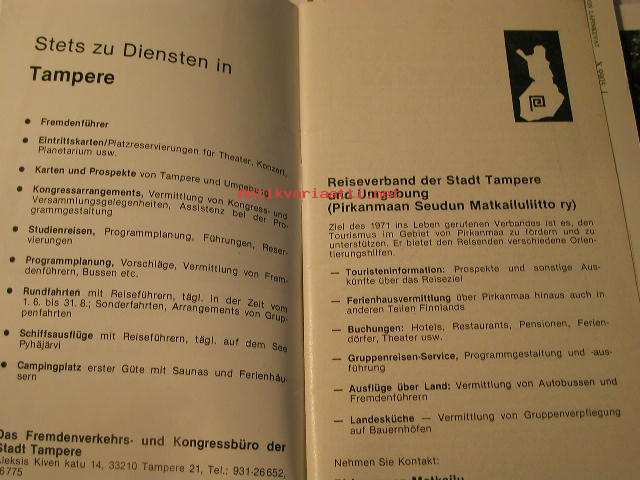 Stets zu Diensten in
Tampere
● Fremdenführer
● Eintrittskarten/Platzreservierungen für Theater, Konzert,
Planetarium usw.
● Karten und Prospekte von Tampere und Umgebung
● Kongressarrangements, Vermittlung von Kongress- und
Versammlungsgelegenheiten, Assistenz bei der Pro-
grammgestaltung
● Studienreisen, Programmplanung, Führungen, Reser-
vierungen
● Programmplanung, Vorschläge, Vermittlung von Frem-
denführern, Bussen etc.
● Rundfahrten mit Reiseführern, tägl. in der Zeit vom
1. 6. bis 31. 8.; Sonderfahrten, Arrangements von Grup-
penfahrten
● Schiffsausflüge mit Reiseführern, tägl. auf dem See
Pyhäjärvi
● Campingplatz erster Güte mit Saunas und Ferienhäu
sern
Das Fremdenverkehrs- und Kongressbüro der
Stadt Tampere
Aleksis Kiven katu 14, 33210 Tampere 21, Tel.: 931-26652,
26775
Reiseverband der Stadt Tampere
und Umgebung
(Pirkanmaan Seudun Matkailuliitto ry)
Ziel des 1971 ins Leben gerufenen Verbandes ist es, den
Tourismus im Gebiet von Pirkanmaa zu fördern und zu
unterstützen. Er bietet den Reisenden verschiedene Orien-
tierungshilfen.
— Touristeninformation: Prospekte und sonstige Aus-
künfte über das Reiseziel
— Ferienhausvermittlung über Pirkanmaa hinaus auch in
anderen Teilen Finnlands
— Buchungen: Hotels, Restaurants, Pensionen, Ferien-
dörfer, Theater usw.
— Gruppenreisen-Service, Programmgestaltung und -aus-
führung
— Ausflüge über Land: Vermittlung von Autobussen und
Fremdenführern
— Landesküche — Vermittlung von Gruppenverpflegung
auf Bauernhöfen
Nehmen Sie Kontakt: